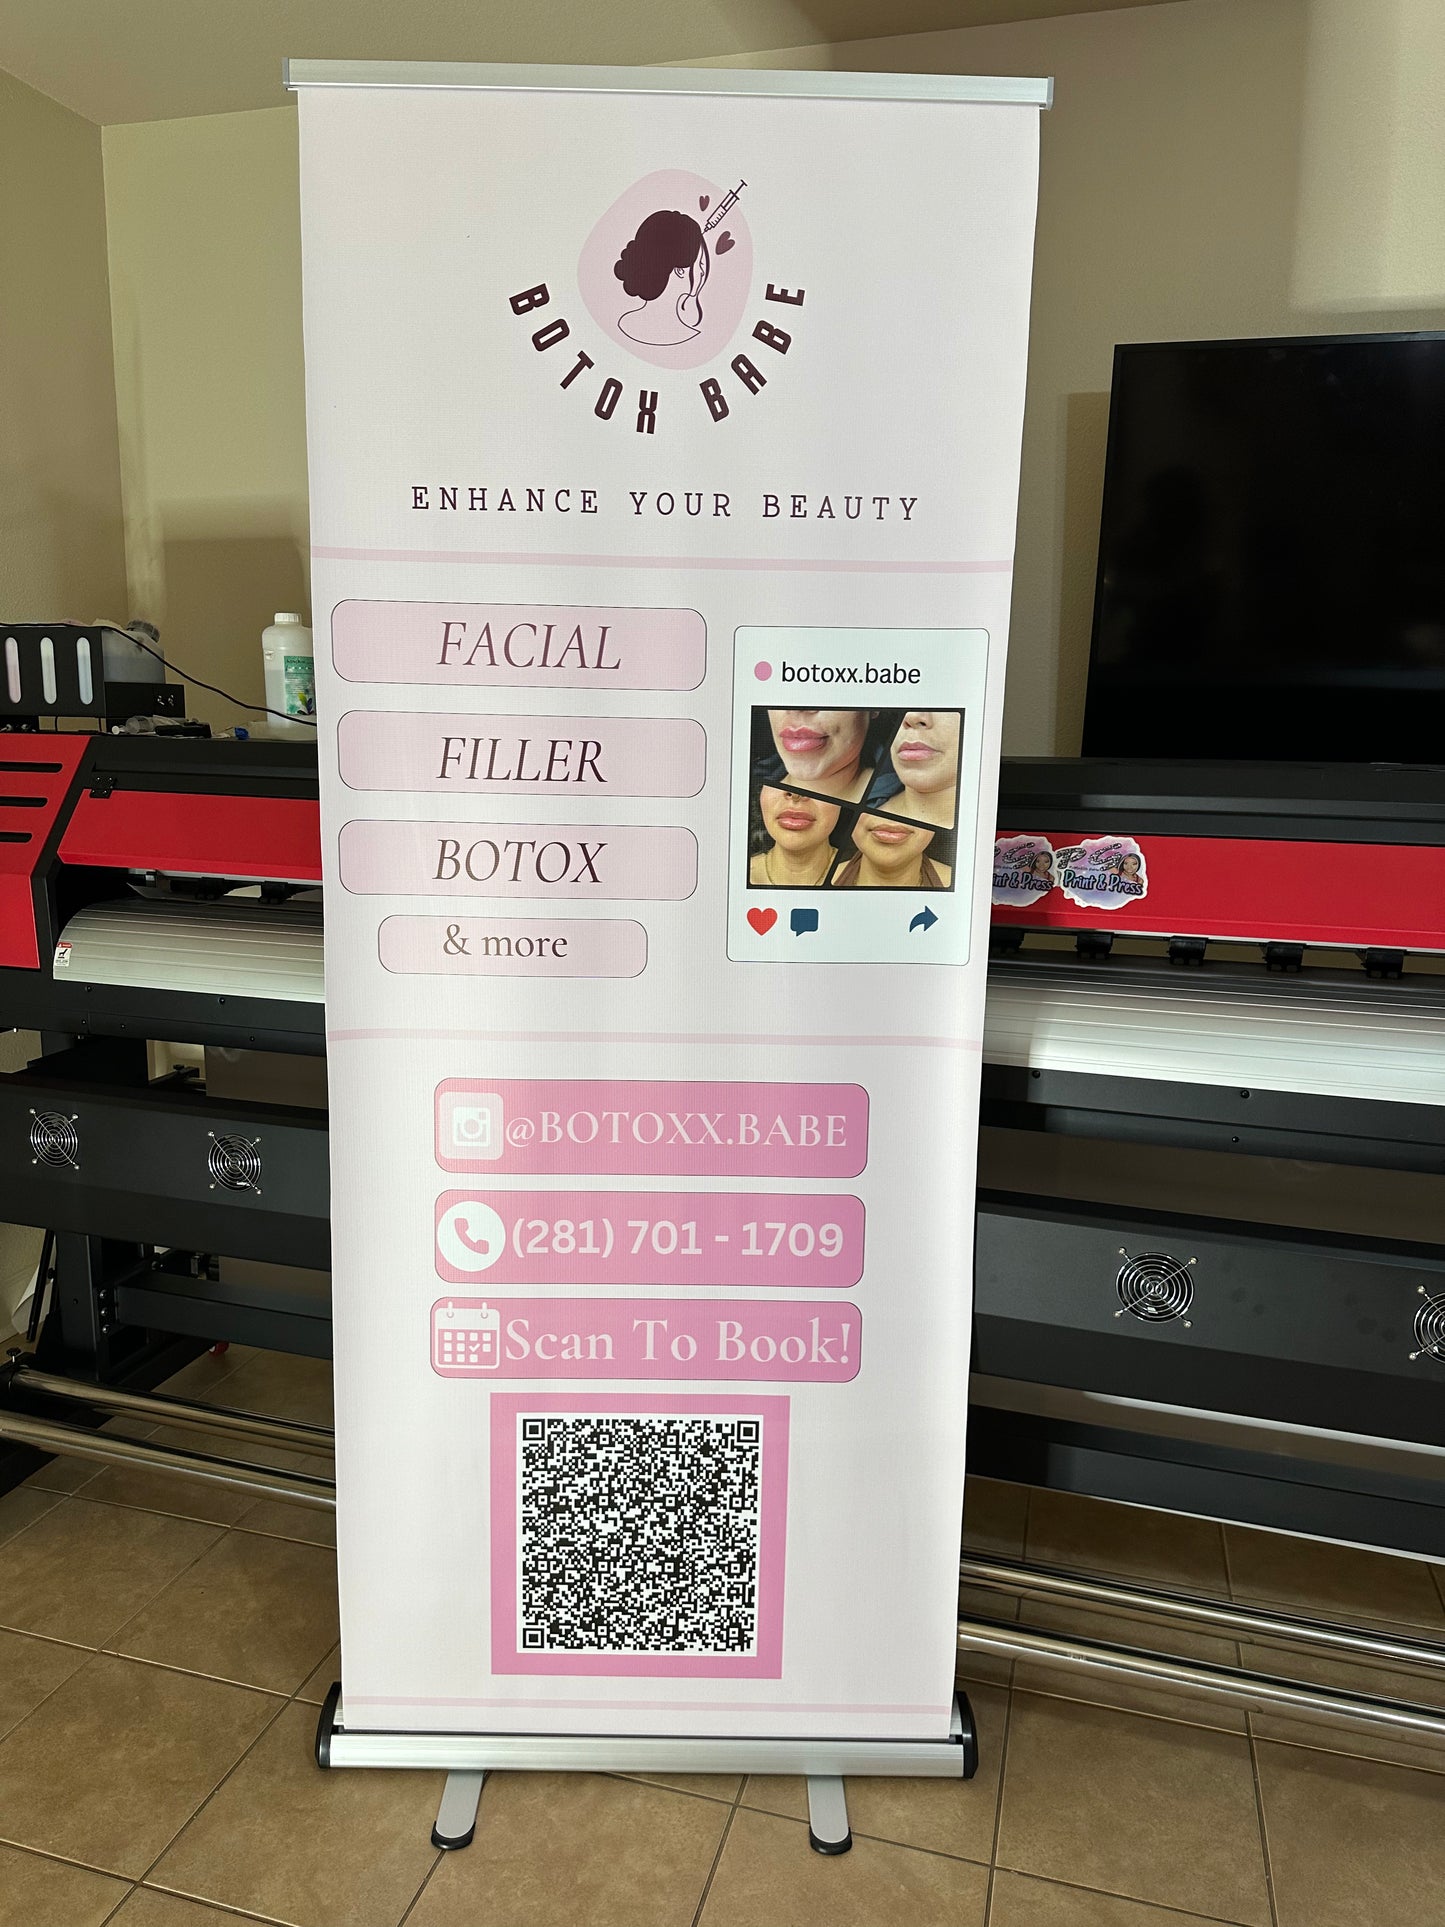 BOTOX BABE
ENHANCE YOUR BEAUTY
FACIAL
FILLER
BOTOX
& more
botoxx.babe
@BOTOXX.BABE
(281) 701 - 1709
Scan To Book!
Print & Press
Print & Press